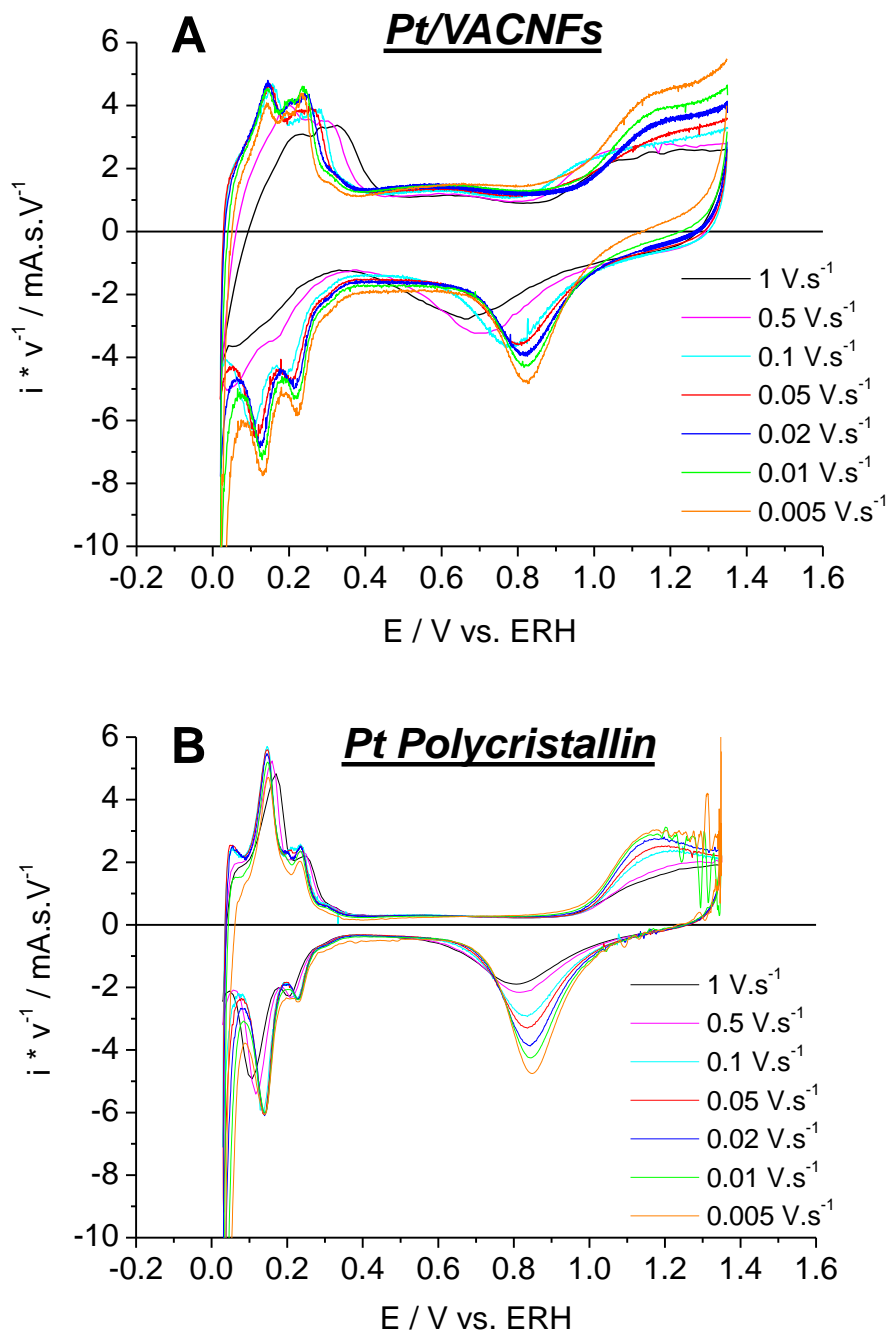 A
Pt/VACNFs
6
4
2
0
-2
-4
-6
-8
-10
i * v⁻¹ / mA.s.V⁻¹
1 V.s⁻¹
0.5 V.s⁻¹
0.1 V.s⁻¹
0.05 V.s⁻¹
0.02 V.s⁻¹
0.01 V.s⁻¹
0.005 V.s⁻¹
-0.2 0.0 0.2 0.4 0.6 0.8 1.0 1.2 1.4 1.6
E / V vs. ERH
B
Pt Polycristallin
6
4
2
0
-2
-4
-6
-8
-10
i * v⁻¹ / mA.s.V⁻¹
1 V.s⁻¹
0.5 V.s⁻¹
0.1 V.s⁻¹
0.05 V.s⁻¹
0.02 V.s⁻¹
0.01 V.s⁻¹
0.005 V.s⁻¹
-0.2 0.0 0.2 0.4 0.6 0.8 1.0 1.2 1.4 1.6
E / V vs. ERH